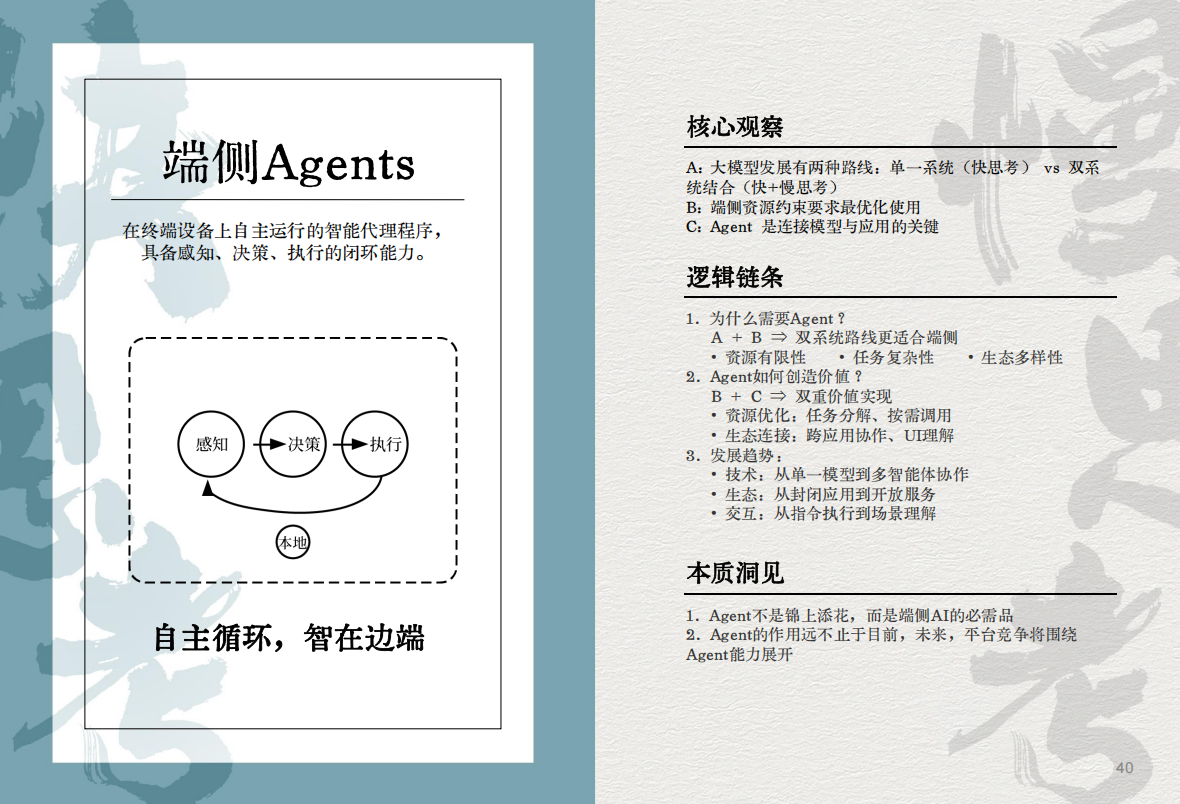 端侧Agents
在终端设备上自主运行的智能代理程序，
具备感知、决策、执行的闭环能力。
感知
决策
执行
本地
自主循环，智在边端
快思考
核心观察
A：大模型发展有两种路线：单一系统（快思考） vs 双系
统结合（快+慢思考）
B：端侧资源约束要求最优化使用
C：Agent 是连接模型与应用的关键
逻辑链条
1．为什么需要Agent？
A + B ⇒ 双系统路线更适合端侧
• 资源有限性 • 任务复杂性 • 生态多样性
2．Agent如何创造价值？
B + C ⇒ 双重价值实现
• 资源优化：任务分解、按需调用
• 生态连接：跨应用协作、UI理解
3．发展趋势：
• 技术：从单一模型到多智能体协作
• 生态：从封闭应用到开放服务
• 交互：从指令执行到场景理解
本质洞见
1．Agent不是锦上添花，而是端侧AI的必需品
2．Agent的作用远不止于目前，未来，平台竞争将围绕
Agent能力展开
慢思考
40